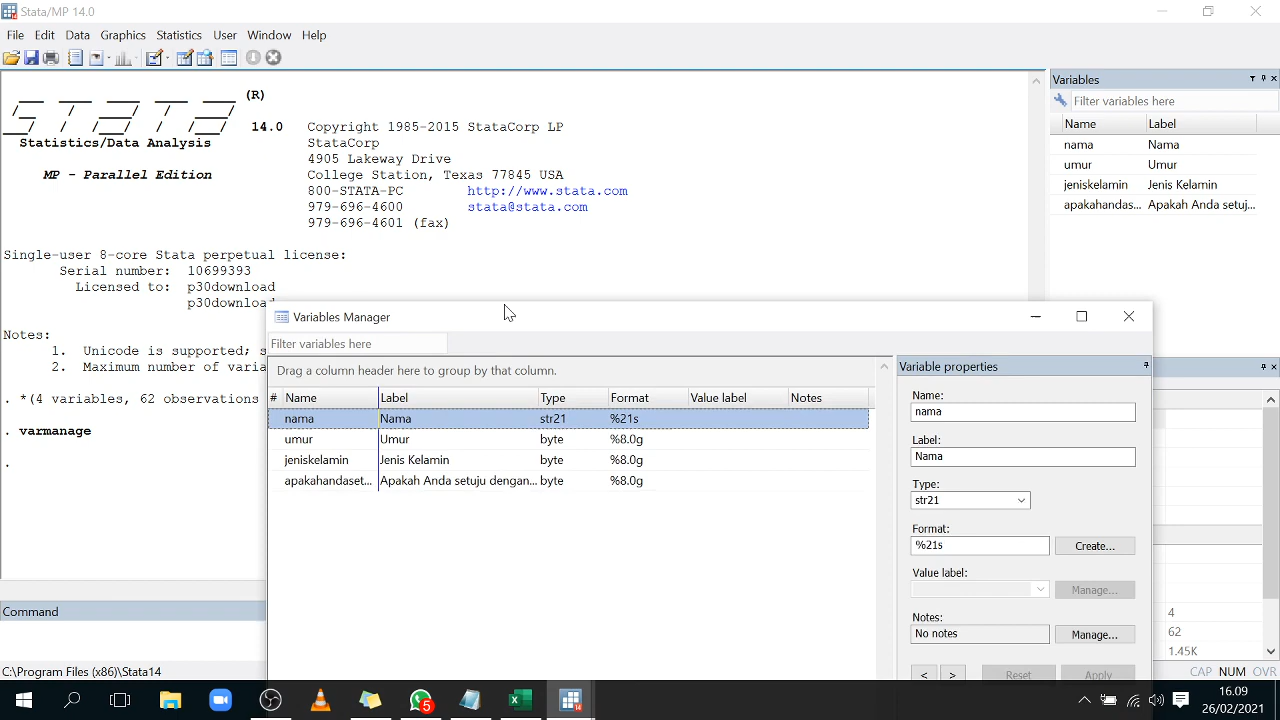 Stata/MP 14.0
File Edit Data Graphics Statistics User Window Help
(R)
14.0 Copyright 1985-2015 StataCorp LP
Statistics/Data Analysis StataCorp
4905 Lakeway Drive
MP - Parallel Edition College Station, Texas 77845 USA
800-STATA-PC http://www.stata.com
979-696-4600 stata@stata.com
979-696-4601 (fax)
Single-user 8-core Stata perpetual license:
Serial number: 10699393
Licensed to: p30download
p30download
Notes:
1. Unicode is supported; s
2. Maximum number of varia
. *(4 variables, 62 observations
. varmanage
.
Command
C:\Program Files (x86)\Stata14
Variables
Filter variables here
Name Label
nama Nama
umur Umur
jeniskelamin Jenis Kelamin
apakahandas... Apakah Anda setuj...
Variables Manager
Filter variables here
Drag a column header here to group by that column.
# Name Label Type Format Value label Notes
nama Nama str21 %21s
umur Umur byte %8.0g
jeniskelamin Jenis Kelamin byte %8.0g
apakahandaset... Apakah Anda setuju dengan... byte %8.0g
Variable properties
Name:
nama
Label:
Nama
Type:
str21
Format:
%21s Create...
Value label:
Manage...
Notes:
No notes Manage...
< > Reset Apply
4
62
1.45K
CAP NUM OVR
5
14
16.09
26/02/2021